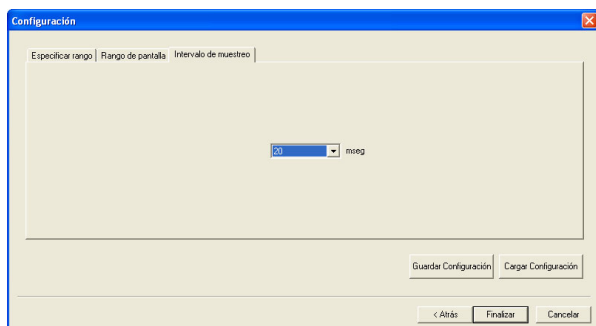 Configuración
Especificar rango
Rango de pantalla
Intervalo de muestreo
20
mseg
Guardar Configuración
Cargar Configuración
< Atrás
Finalizar
Cancelar